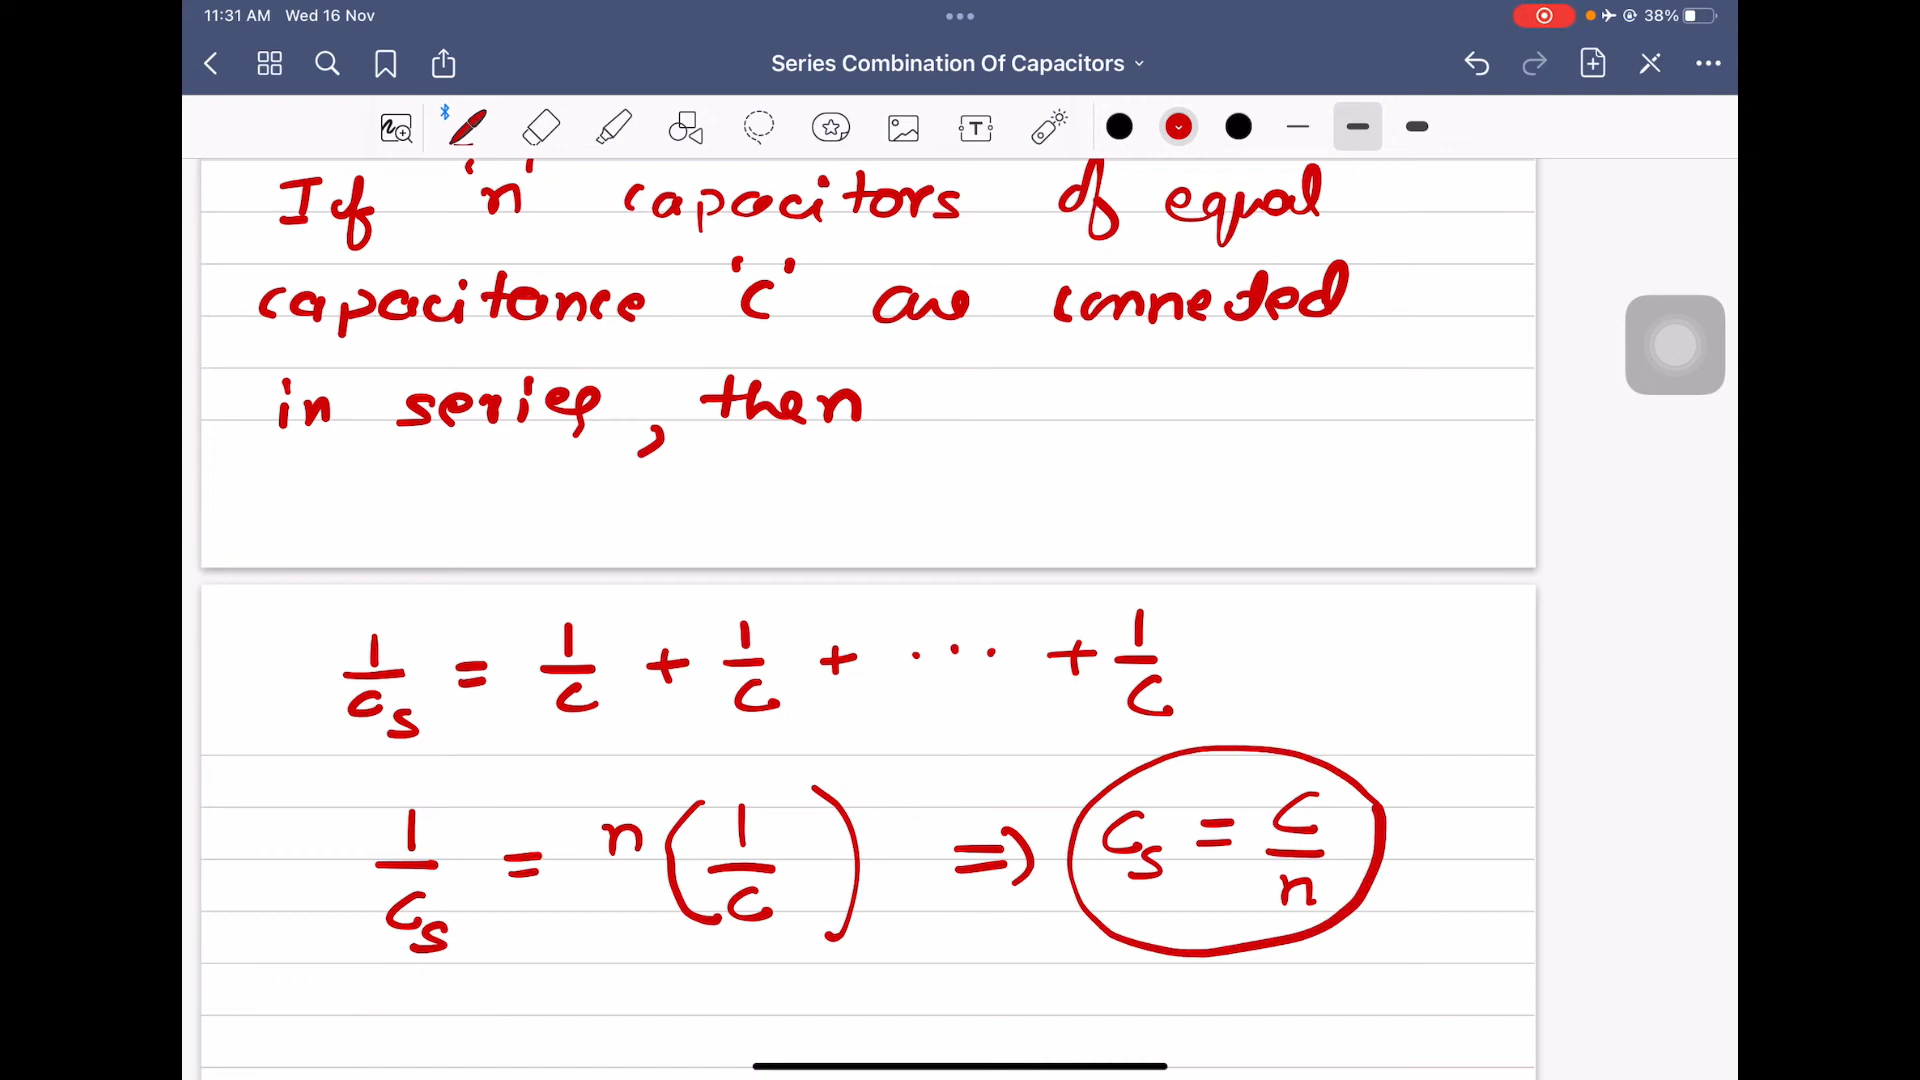 11:31 AM Wed 16 Nov
38%
Series Combination Of Capacitors
T
If 'n' capacitors of equal
capacitance 'C' are connected
in series, then
1/Cs = 1/C + 1/C + ... + 1/C
1/Cs = n(1/C) => Cs = C/n